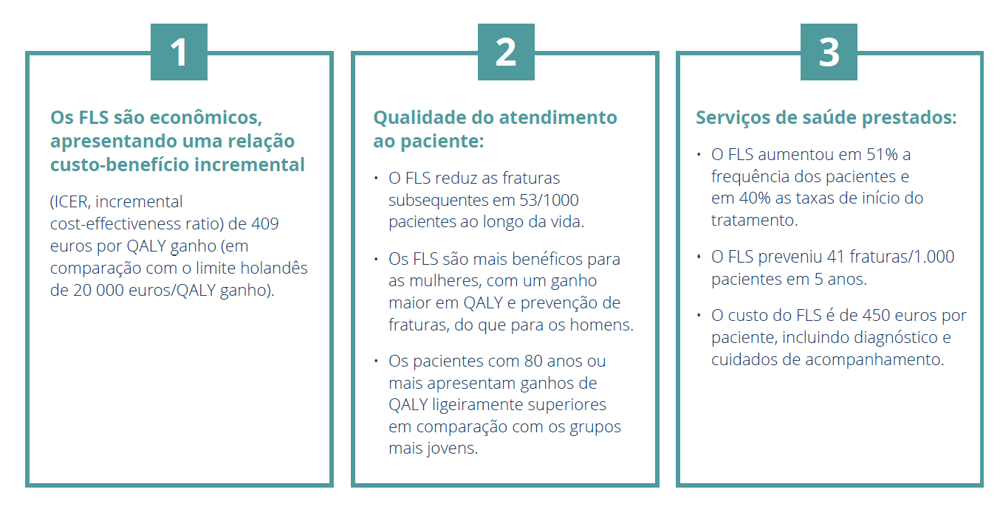 1
Os FLS são econômicos,
apresentando uma relação
custo-benefício incremental
(ICER, incremental
cost-effectiveness ratio) de 409
euros por QALY ganho (em
comparação com o limite holandês
de 20 000 euros/QALY ganho).
2
Qualidade do atendimento
ao paciente:
• O FLS reduz as fraturas
subsequentes em 53/1000
pacientes ao longo da vida.
• Os FLS são mais benéficos para
as mulheres, com um ganho
maior em QALY e prevenção de
fraturas, do que para os homens.
• Os pacientes com 80 anos ou
mais apresentam ganhos de
QALY ligeiramente superiores
em comparação com os grupos
mais jovens.
3
Serviços de saúde prestados:
• O FLS aumentou em 51% a
frequência dos pacientes e
em 40% as taxas de início do
tratamento.
• O FLS preveniu 41 fraturas/1.000
pacientes em 5 anos.
• O custo do FLS é de 450 euros por
paciente, incluindo diagnóstico e
cuidados de acompanhamento.